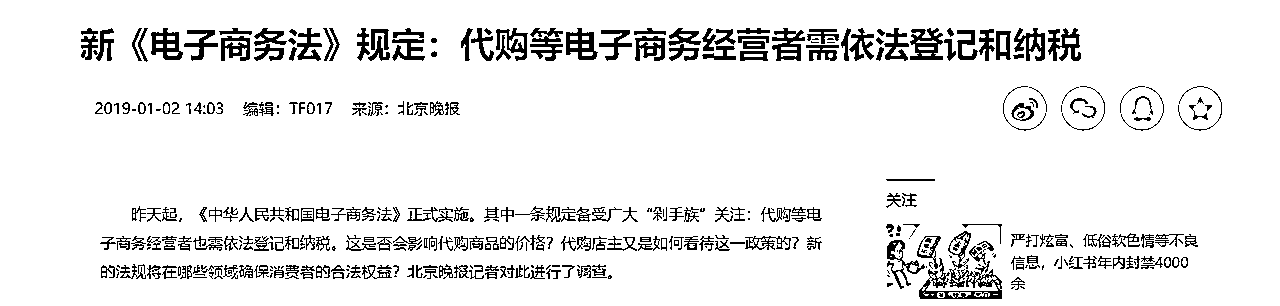 新《电子商务法》规定：代购等电子商务经营者需依法登记和纳税
2019-01-02 14:03 编辑：TF017 来源：北京晚报
昨天起，《中华人民共和国电子商务法》正式实施。其中一条规定备受广大“剁手族”关注：代购等电
子商务经营者也需依法登记和纳税。这是否会影响代购商品的价格？代购店主又是如何看待这一政策的？新
的法规将在哪些领域确保消费者的合法权益？北京晚报记者对此进行了调查。
关注
?!
严打炫富、低俗软色情等不良
信息，小红书年内封禁4000
余